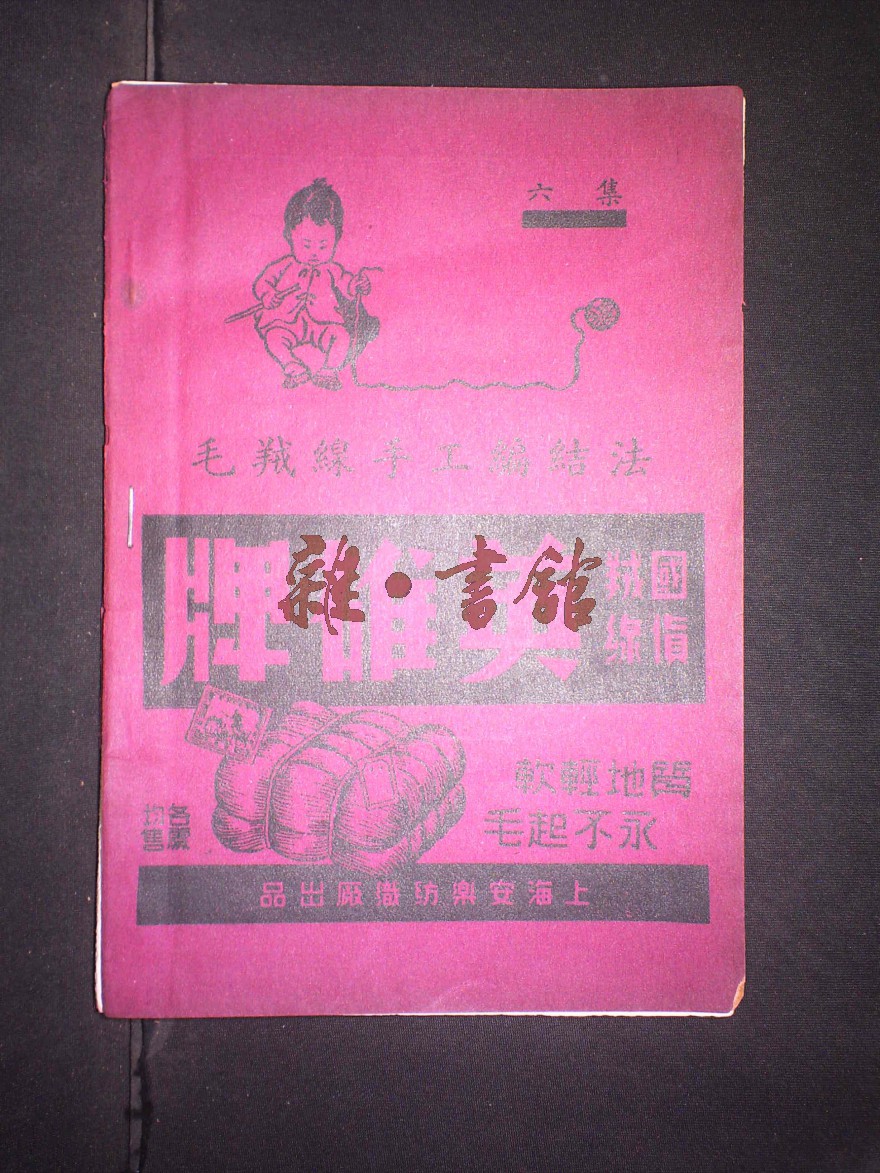 六集
毛羢線手工編結法
國貨
羢線
英雄牌
雜·書館
質地輕軟
永不起毛
各處
均售
上海安樂紡織廠出品